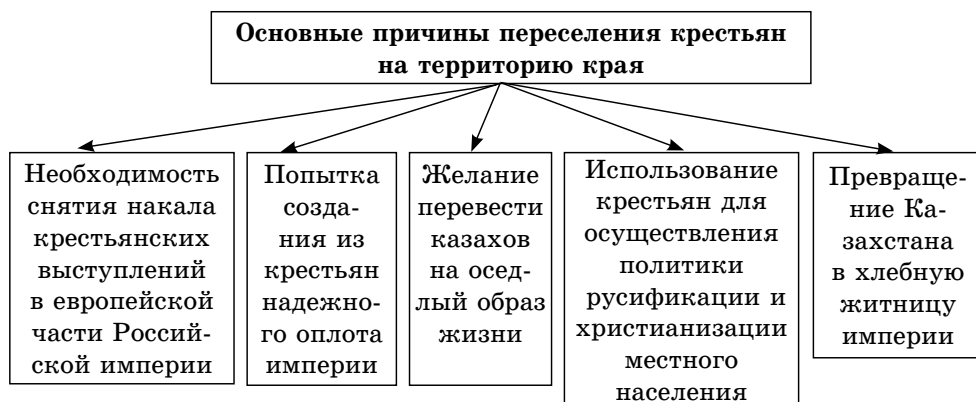 Основные причины переселения крестьян
на территорию края
Необходимость
снятия накала
крестьянских
выступлений
в европейской
части Россий-
ской империи
Попытка
созда-
ния из
крестьян
надежно-
го оплота
империи
Желание
перевести
казахов
на осед-
лый образ
жизни
Использование
крестьян для
осуществления
политики
русификации и
христианизации
местного
населения
Превраще-
ние Ка-
захстана
в хлебную
житницу
империи